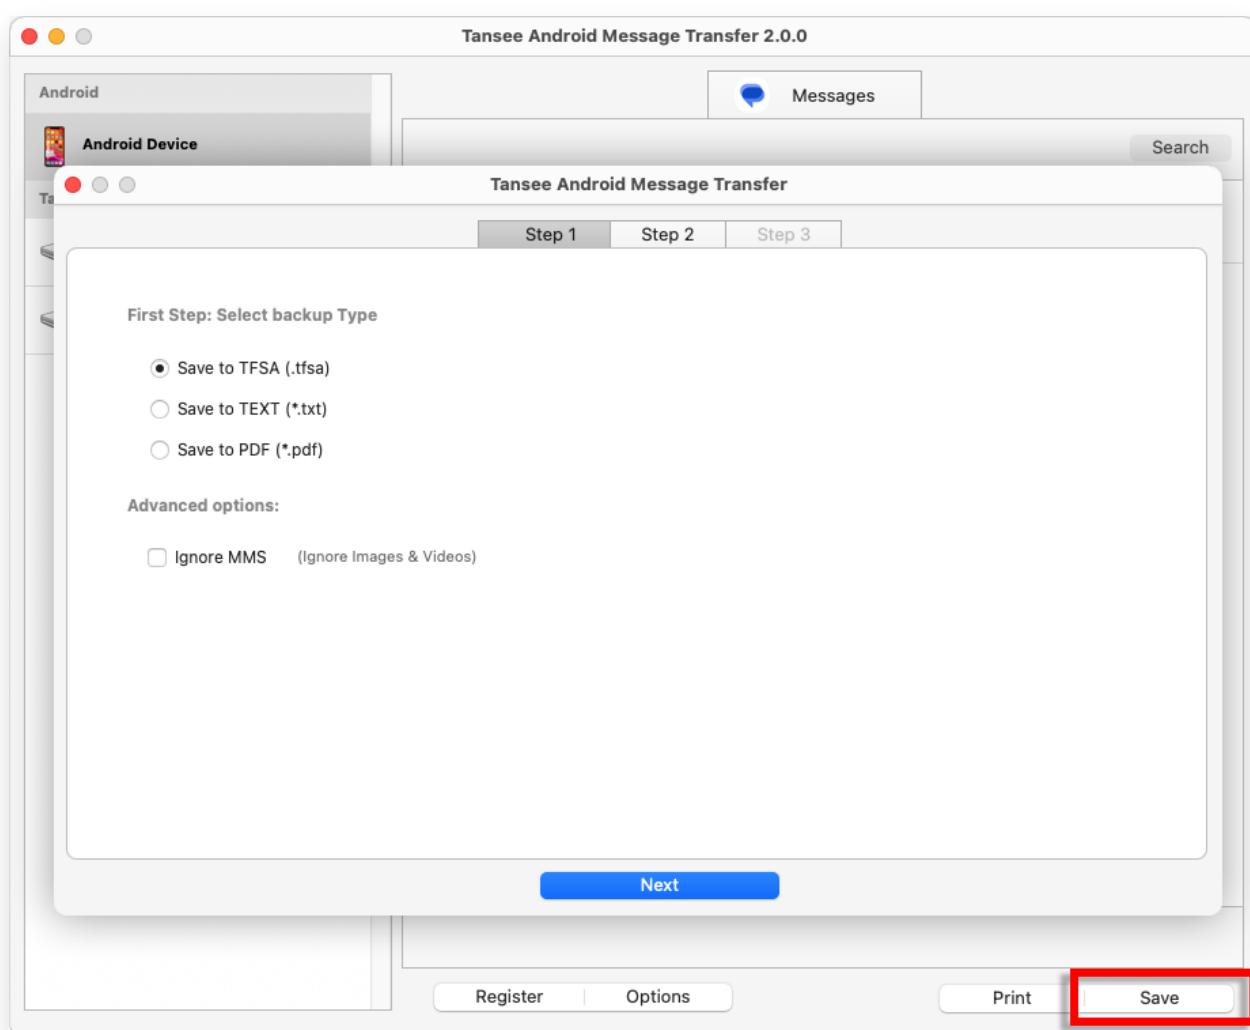 Tansee Android Message Transfer 2.0.0
Android
Messages
Android Device
Search
Ta
Tansee Android Message Transfer
Step 1 Step 2 Step 3
First Step: Select backup Type
Save to TFSA (.tfsa)
Save to TEXT (*.txt)
Save to PDF (*.pdf)
Advanced options:
Ignore MMS (Ignore Images & Videos)
Next
Register Options Print Save